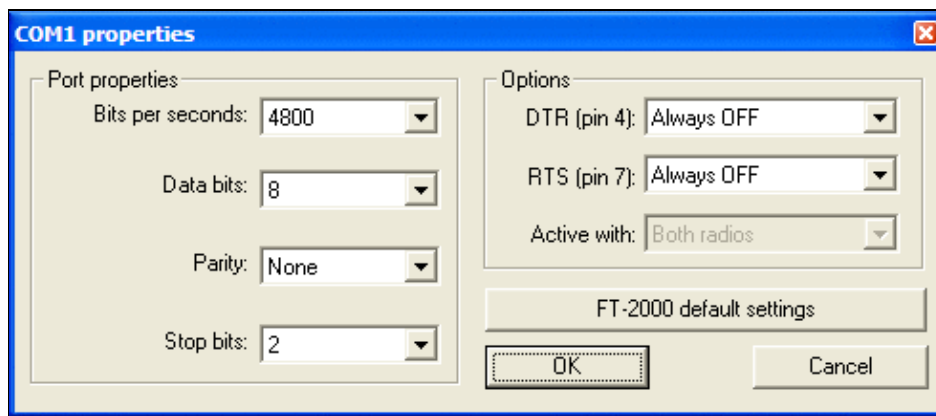 COM1 properties
Port properties
Bits per seconds: 4800
Data bits: 8
Parity: None
Stop bits: 2
Options
DTR (pin 4): Always OFF
RTS (pin 7): Always OFF
Active with: Both radios
FT-2000 default settings
OK Cancel